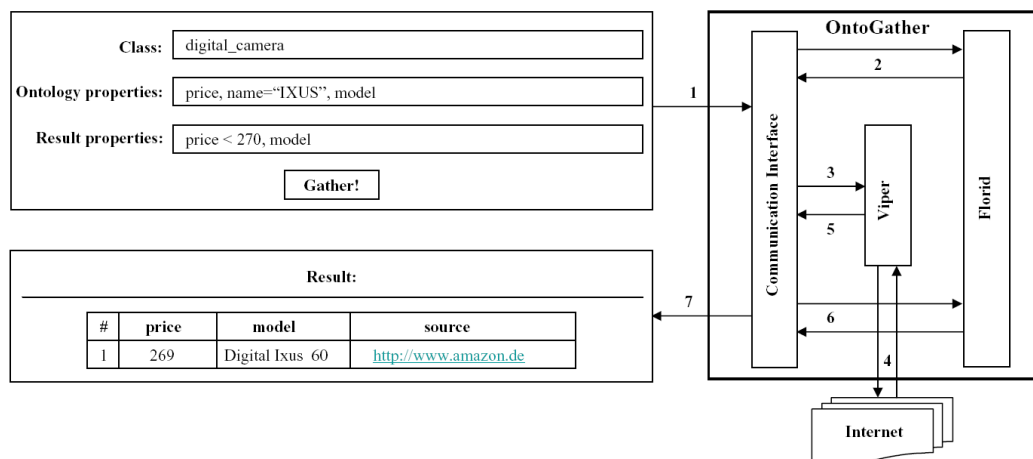 Class: digital_camera
Ontology properties: price, name=“IXUS”, model
Result properties: price < 270, model
Gather!
Result:
# price model source
1 269 Digital Ixus 60 http://www.amazon.de
1
7
OntoGather
Communication Interface
2
3
Viper
5
6
4
Florid
Internet